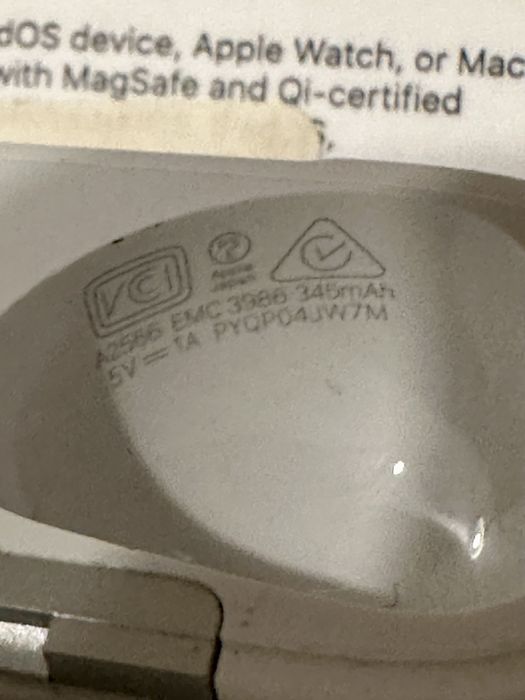 dOS device, Apple Watch, or Mac
with MagSafe and Qi-certified
s.
VCI
Apple
Japan
A2566 EMC 3986 345mAh
5V ⎓ 1A PYQP04JW7M